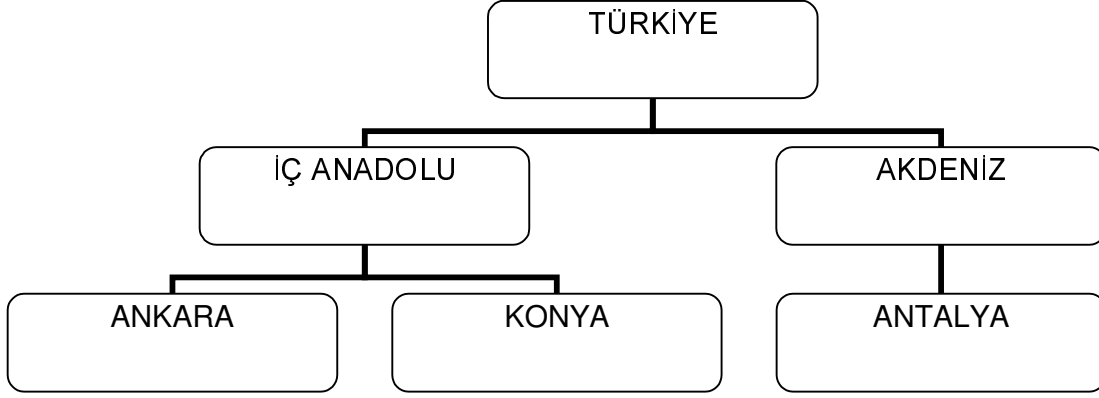 TÜRKİYE
İÇ ANADOLU
AKDENİZ
ANKARA
KONYA
ANTALYA